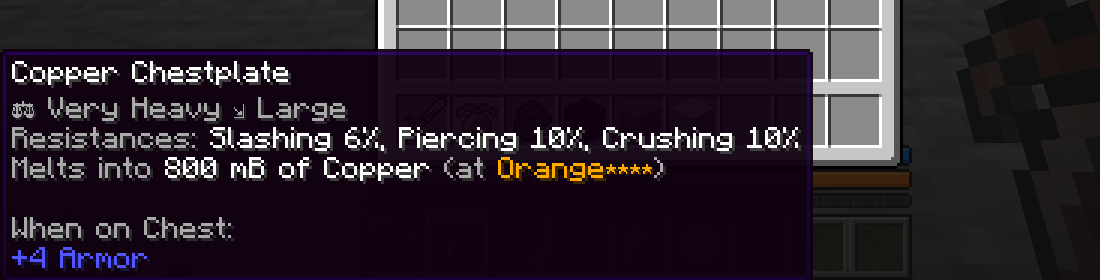 Copper Chestplate
⚖ Very Heavy ⇲ Large
Resistances: Slashing 6%, Piercing 10%, Crushing 10%
Melts into 800 mB of Copper (at Orange****)
When on Chest:
+4 Armor